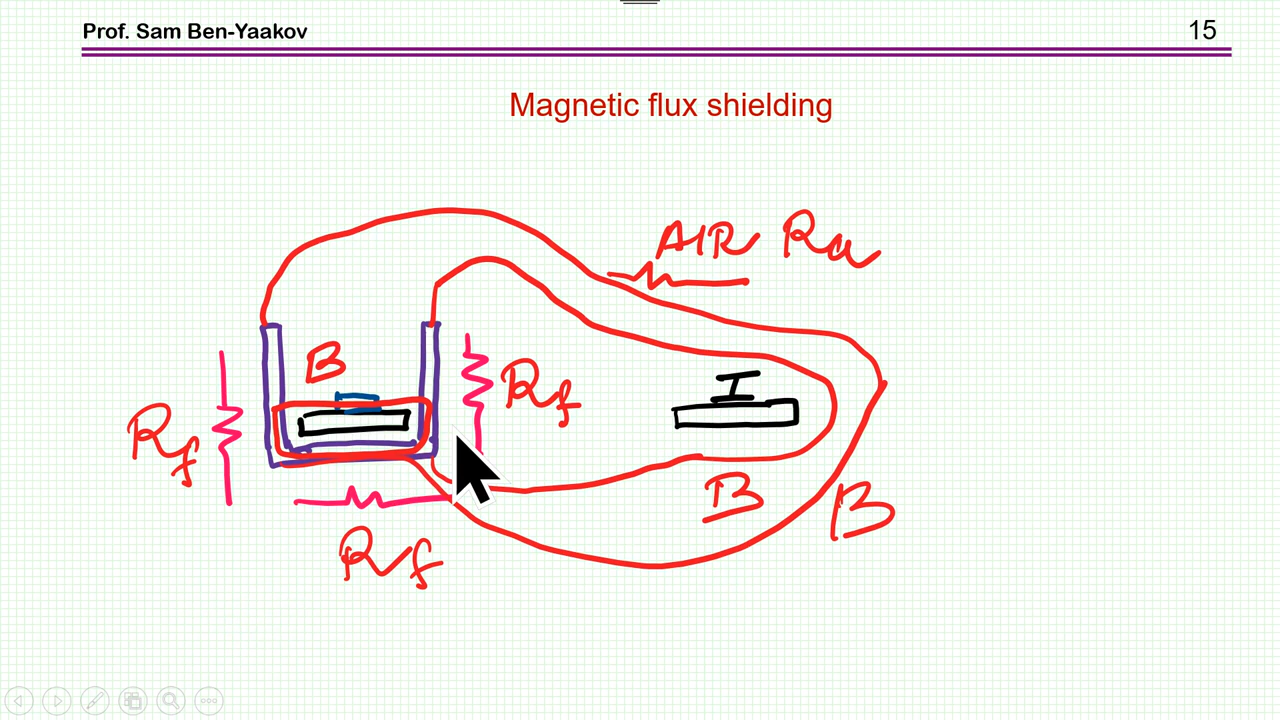 Prof. Sam Ben-Yaakov
15
Magnetic flux shielding
AIR Ra
B
Rf
I
Rf
B
B
Rf